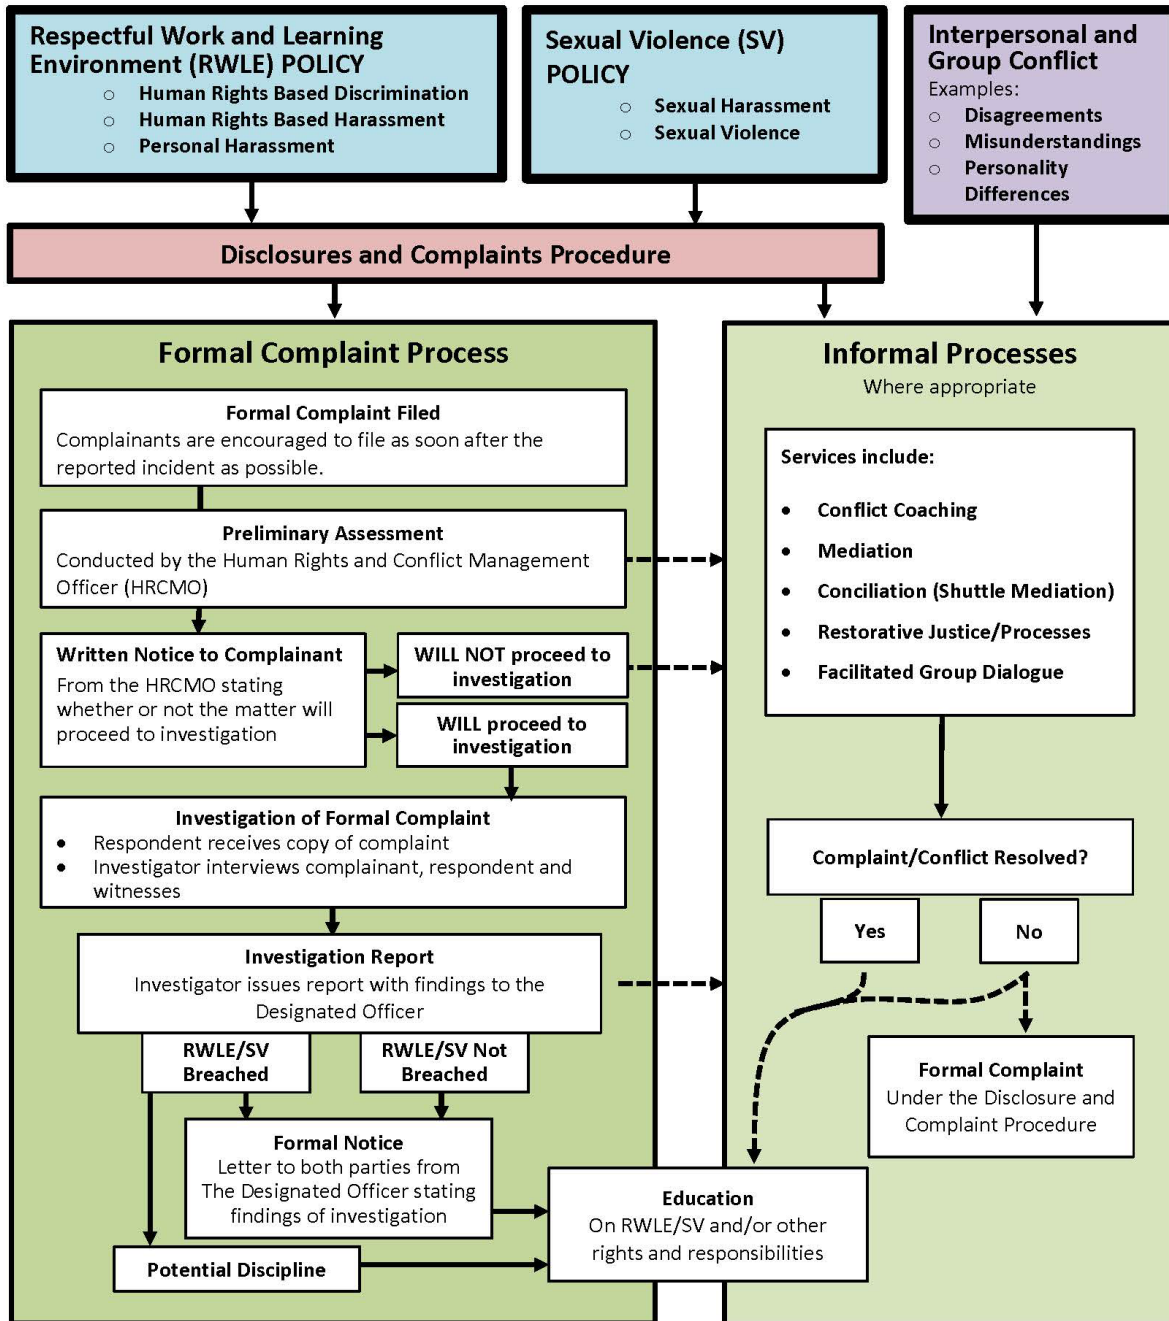 Respectful Work and Learning
Environment (RWLE) POLICY
○ Human Rights Based Discrimination
○ Human Rights Based Harassment
○ Personal Harassment
Sexual Violence (SV)
POLICY
○ Sexual Harassment
○ Sexual Violence
Interpersonal and
Group Conflict
Examples:
○ Disagreements
○ Misunderstandings
○ Personality
Differences
Disclosures and Complaints Procedure
Formal Complaint Process
Formal Complaint Filed
Complainants are encouraged to file as soon after the
reported incident as possible.
Preliminary Assessment
Conducted by the Human Rights and Conflict Management
Officer (HRCMO)
Written Notice to Complainant
From the HRCMO stating
whether or not the matter will
proceed to investigation
WILL NOT proceed to
investigation
WILL proceed to
investigation
Investigation of Formal Complaint
• Respondent receives copy of complaint
• Investigator interviews complainant, respondent and
witnesses
Investigation Report
Investigator issues report with findings to the
Designated Officer
RWLE/SV
Breached
RWLE/SV Not
Breached
Formal Notice
Letter to both parties from
The Designated Officer stating
findings of investigation
Potential Discipline
Informal Processes
Where appropriate
Services include:
• Conflict Coaching
• Mediation
• Conciliation (Shuttle Mediation)
• Restorative Justice/Processes
• Facilitated Group Dialogue
Complaint/Conflict Resolved?
Yes
No
Formal Complaint
Under the Disclosure and
Complaint Procedure
Education
On RWLE/SV and/or other
rights and responsibilities